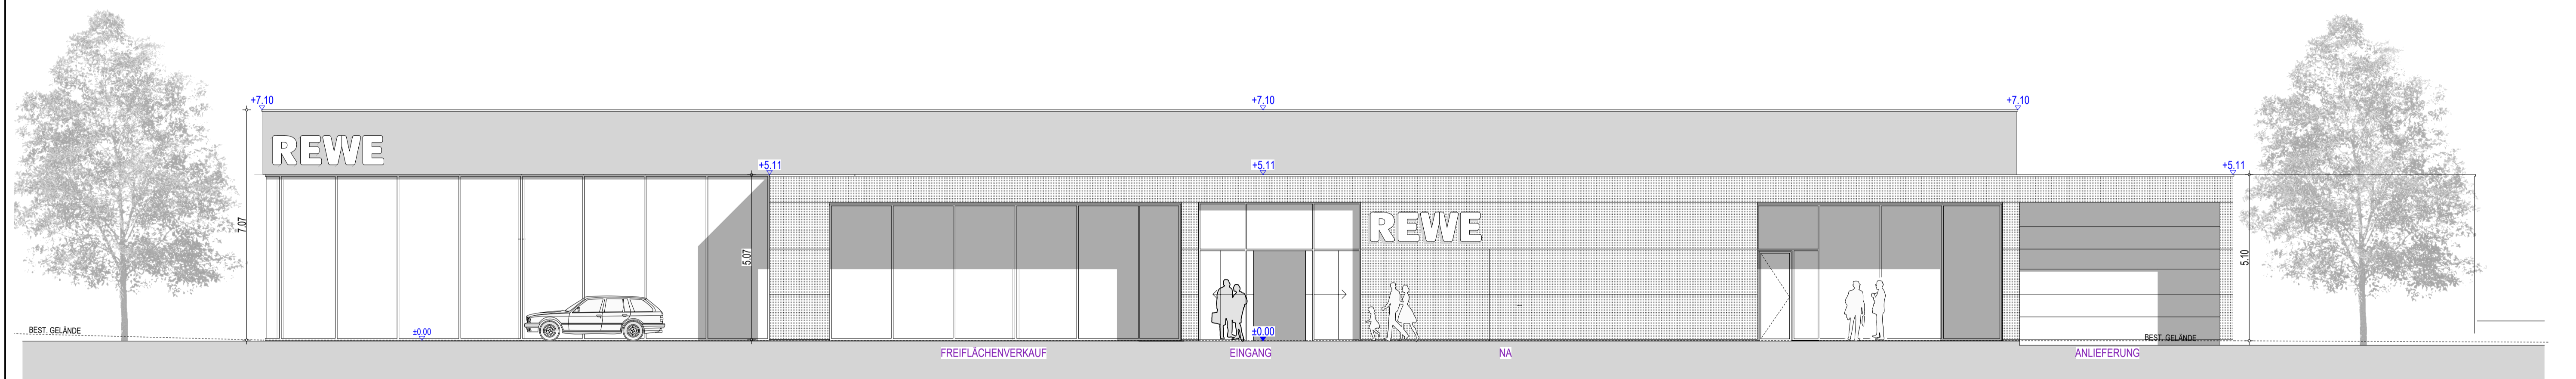 +7.10
+7.10
+7.10
REWE
+5.11
+5.11
+5.11
REWE
7.07
5.07
5.10
BEST. GELÄNDE
±0.00
±0.00
BEST. GELÄNDE
FREIFLÄCHENVERKAUF
EINGANG
NA
ANLIEFERUNG